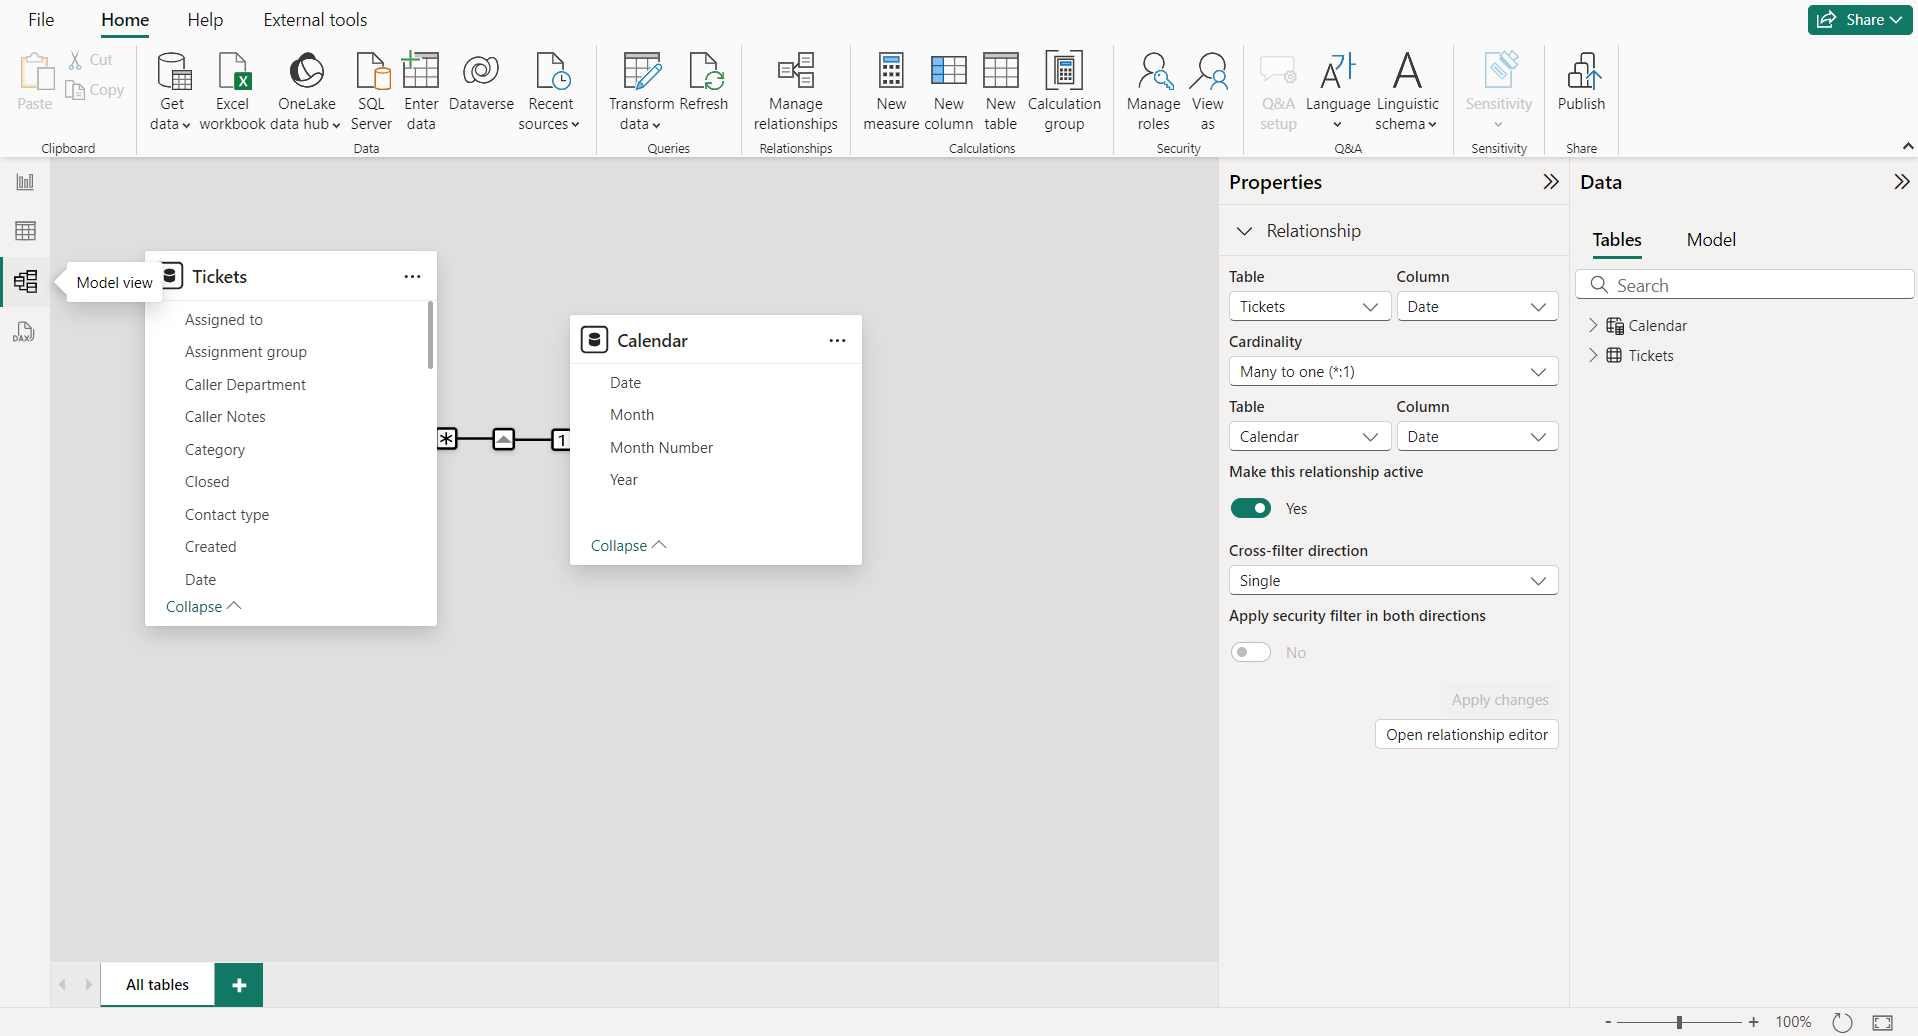 File Home Help External tools
Share
Paste
Cut
Copy
Clipboard
Get data
Excel workbook
OneLake data hub
SQL Server
Enter data
Dataverse
Recent sources
Data
Transform data
Refresh
Queries
Manage relationships
Relationships
New measure
New column
New table
Calculation group
Calculations
Manage roles
View as
Security
Q&A setup
Language
Linguistic schema
Q&A
Sensitivity
Sensitivity
Publish
Share
DAX
Model view
Tickets
Assigned to
Assignment group
Caller Department
Caller Notes
Category
Closed
Contact type
Created
Date
Collapse
* 1
Calendar
Date
Month
Month Number
Year
Collapse
Properties
Relationship
Table Column
Tickets Date
Cardinality
Many to one (*:1)
Table Column
Calendar Date
Make this relationship active
Yes
Cross-filter direction
Single
Apply security filter in both directions
No
Apply changes
Open relationship editor
Data
Tables Model
Search
Calendar
Tickets
All tables +
- + 100%